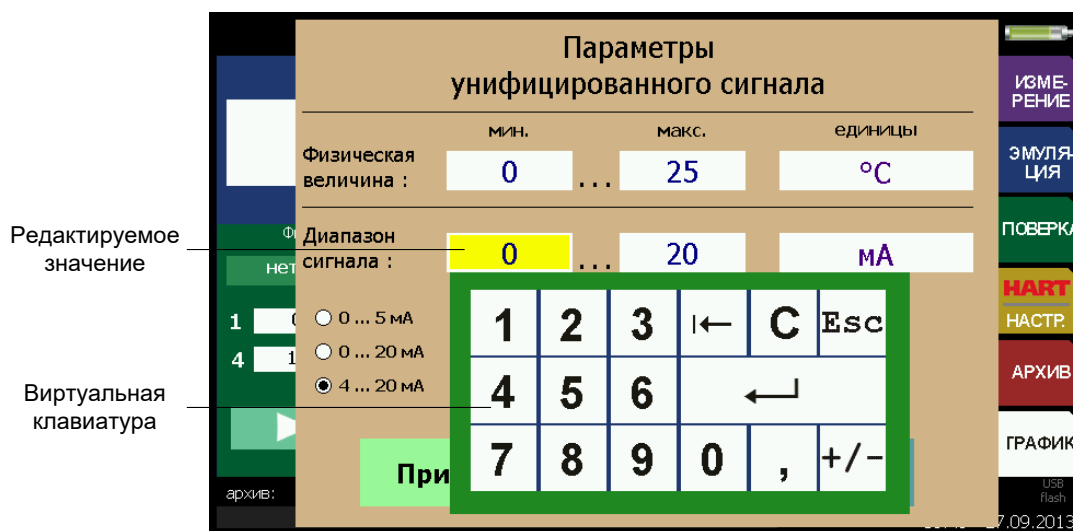 Параметры
унифицированного сигнала
мин. макс. единицы
Физическая
величина : 0 ... 25 °C
Диапазон
сигнала : 0 ... 20 мА
0 ... 5 мА
0 ... 20 мА
4 ... 20 мА
1 2 3 C Esc
4 5 6
7 8 9 0 , +/-
При
Редактируемое
значение
Виртуальная
клавиатура
нет
1
4 1
архив:
ИЗМЕ-
РЕНИЕ
ЭМУЛЯ-
ЦИЯ
ПОВЕРКА
HART
НАСТР.
АРХИВ
ГРАФИК
USB
flash
7.09.2013